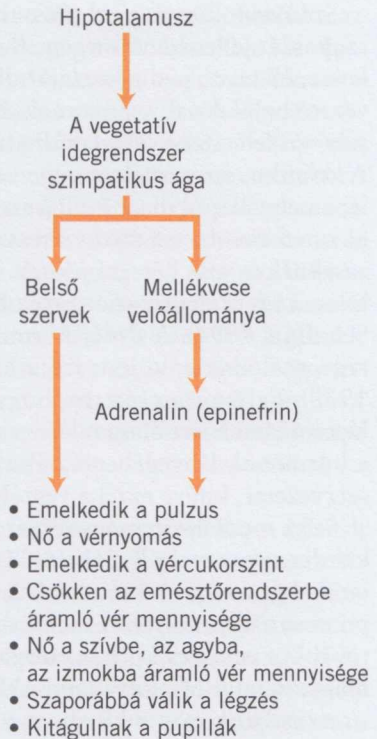 Hipotalamusz
A vegetatív
idegrendszer
szimpatikus ága
Belső
szervek
Mellékvese
velőállománya
Adrenalin (epinefrin)
• Emelkedik a pulzus
• Nő a vérnyomás
• Emelkedik a vércukorszint
• Csökken az emésztőrendszerbe
áramló vér mennyisége
• Nő a szívbe, az agyba,
az izmokba áramló vér mennyisége
• Szaporábbá válik a légzés
• Kitágulnak a pupillák